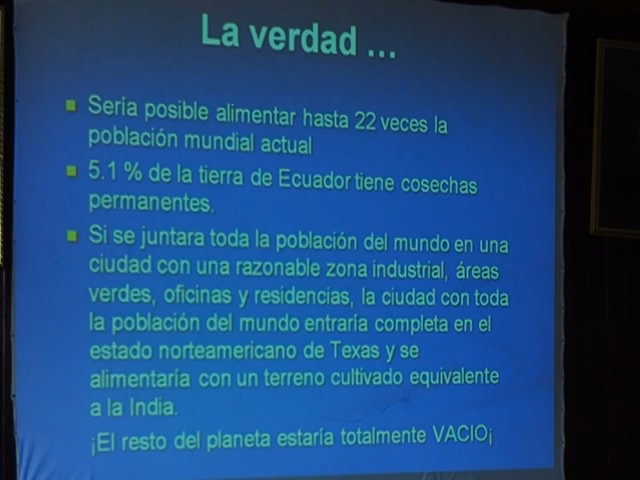 La verdad ...
Sería posible alimentar hasta 22 veces la
población mundial actual
5.1 % de la tierra de Ecuador tiene cosechas
permanentes.
Si se juntara toda la población del mundo en una
ciudad con una razonable zona industrial, áreas
verdes, oficinas y residencias, la ciudad con toda
la población del mundo entraría completa en el
estado norteamericano de Texas y se
alimentaría con un terreno cultivado equivalente
a la India.
¡El resto del planeta estaría totalmente VACIO¡